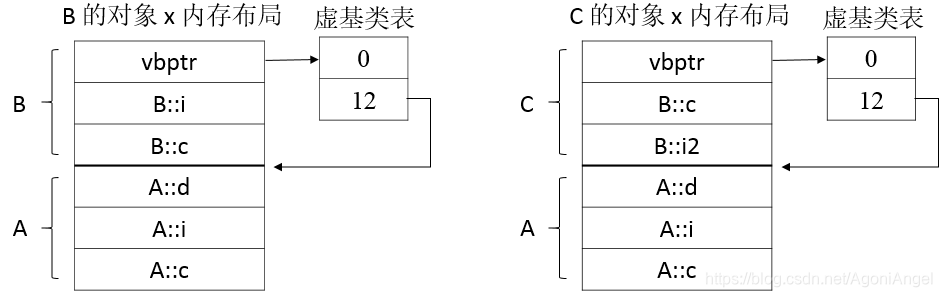 B 的对象 x 内存布局
虚基类表
vbptr
0
B::i
12
B::c
A::d
A::i
A::c
B
A
C 的对象 x 内存布局
虚基类表
vbptr
0
B::c
12
B::i2
A::d
A::i
A::c
C
A
https://blog.csdn.net/AgoniAngel